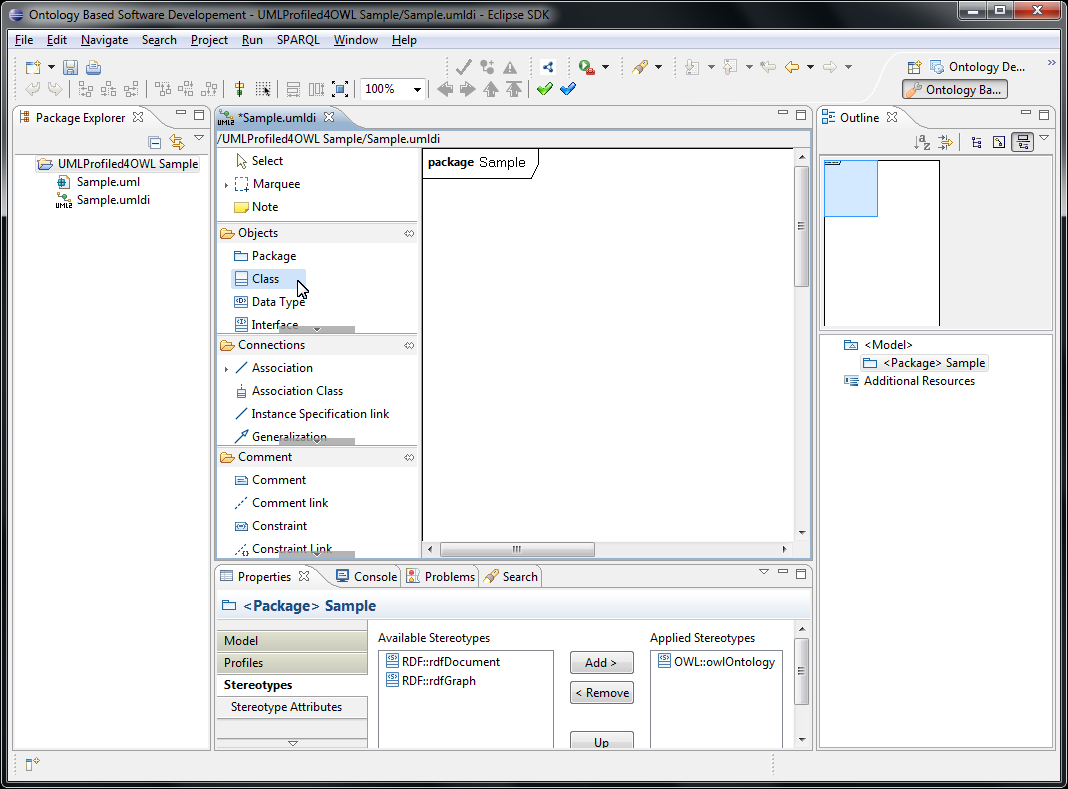 Ontology Based Software Developement - UMLProfiled4OWL Sample/Sample.umldi - Eclipse SDK
File Edit Navigate Search Project Run SPARQL Window Help
Ontology De...
100%
Ontology Ba...
Package Explorer
UMLProfiled4OWL Sample
Sample.uml
Sample.umldi
*Sample.umldi
/UMLProfiled4OWL Sample/Sample.umldi
Select
Marquee
Note
Objects
Package
Class
Data Type
Interface
Connections
Association
Association Class
Instance Specification link
Generalization
Comment
Comment
Comment link
Constraint
Constraint Link
package Sample
Outline
<Model>
<Package> Sample
Additional Resources
Properties Console Problems Search
<Package> Sample
Model
Profiles
Stereotypes
Stereotype Attributes
Available Stereotypes
RDF::rdfDocument
RDF::rdfGraph
Add >
< Remove
Up
Applied Stereotypes
OWL::owlOntology